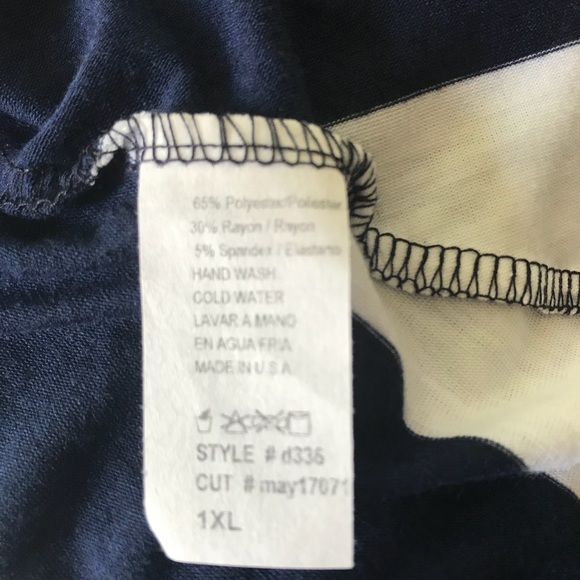 65% Polyester/Poliester
30% Rayon / Rayon
5% Spandex / Elastano
HAND WASH
COLD WATER
LAVAR A MANO
EN AGUA FRIA
MADE IN U.S.A
STYLE # d336
CUT # may17071
1XL